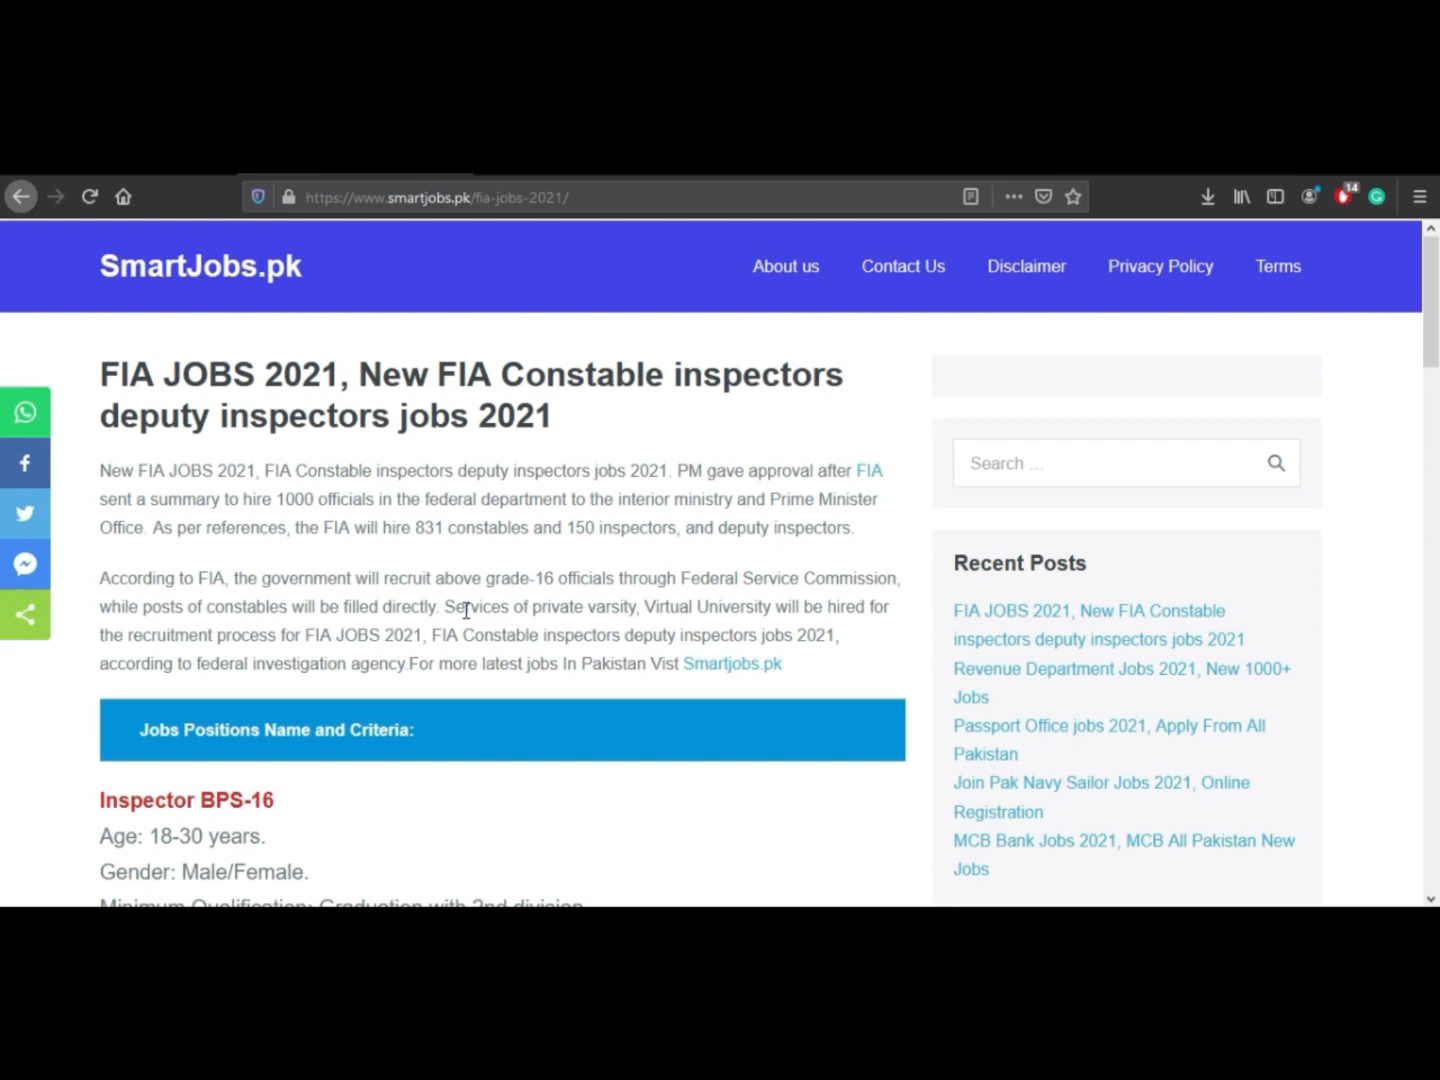 https://www.smartjobs.pk/fia-jobs-2021/
14
SmartJobs.pk
About us
Contact Us
Disclaimer
Privacy Policy
Terms
FIA JOBS 2021, New FIA Constable inspectors
deputy inspectors jobs 2021
New FIA JOBS 2021, FIA Constable inspectors deputy inspectors jobs 2021. PM gave approval after FIA
sent a summary to hire 1000 officials in the federal department to the interior ministry and Prime Minister
Office. As per references, the FIA will hire 831 constables and 150 inspectors, and deputy inspectors.
According to FIA, the government will recruit above grade-16 officials through Federal Service Commission,
while posts of constables will be filled directly. Services of private varsity, Virtual University will be hired for
the recruitment process for FIA JOBS 2021, FIA Constable inspectors deputy inspectors jobs 2021,
according to federal investigation agency.For more latest jobs In Pakistan Vist Smartjobs.pk
Jobs Positions Name and Criteria:
Inspector BPS-16
Age: 18-30 years.
Gender: Male/Female.
Minimum Qualification: Graduation with 2nd division
Search ...
Recent Posts
FIA JOBS 2021, New FIA Constable
inspectors deputy inspectors jobs 2021
Revenue Department Jobs 2021, New 1000+
Jobs
Passport Office jobs 2021, Apply From All
Pakistan
Join Pak Navy Sailor Jobs 2021, Online
Registration
MCB Bank Jobs 2021, MCB All Pakistan New
Jobs